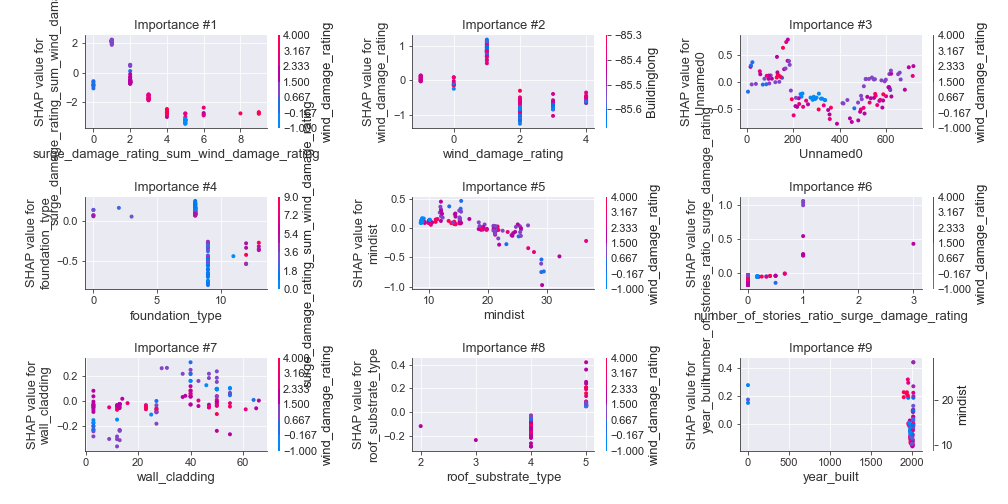 Importance #1
SHAP value for
surge_damage_rating_sum_wind_damage_rating
2
0
−2
0
2
4
6
8
surge_damage_rating_sum_wind_damage_rating
4.000
3.167
2.333
1.500
0.667
−0.167
−1.000
wind_damage_rating
Importance #2
SHAP value for
wind_damage_rating
1
0
−1
0
2
4
wind_damage_rating
−85.3
−85.4
−85.5
−85.6
Buildinglong
Importance #3
SHAP value for
Unnamed0
0.5
0.0
−0.5
0
200
400
600
Unnamed0
4.000
3.167
2.333
1.500
0.667
−0.167
−1.000
wind_damage_rating
Importance #4
SHAP value for
foundation_type
0.0
−0.5
0
5
10
foundation_type
9.0
7.2
5.4
3.6
1.8
0.0
surge_damage_rating_sum_wind_damage_rating
Importance #5
SHAP value for
mindist
0.5
0.0
−0.5
−1.0
10
20
30
mindist
4.000
3.167
2.333
1.500
0.667
−0.167
−1.000
wind_damage_rating
Importance #6
SHAP value for
number_of_stories_ratio_surge_damage_rating
1.0
0.5
0.0
0
1
2
3
number_of_stories_ratio_surge_damage_rating
4.000
3.167
2.333
1.500
0.667
−0.167
−1.000
wind_damage_rating
Importance #7
SHAP value for
wall_cladding
0.2
0.0
−0.2
0
20
40
60
wall_cladding
4.000
3.167
2.333
1.500
0.667
−0.167
−1.000
wind_damage_rating
Importance #8
SHAP value for
roof_substrate_type
0.4
0.2
0.0
−0.2
2
3
4
5
roof_substrate_type
4.000
3.167
2.333
1.500
0.667
−0.167
−1.000
wind_damage_rating
Importance #9
SHAP value for
year_built
0.4
0.2
0.0
0
500
1000
1500
2000
year_built
20
10
mindist